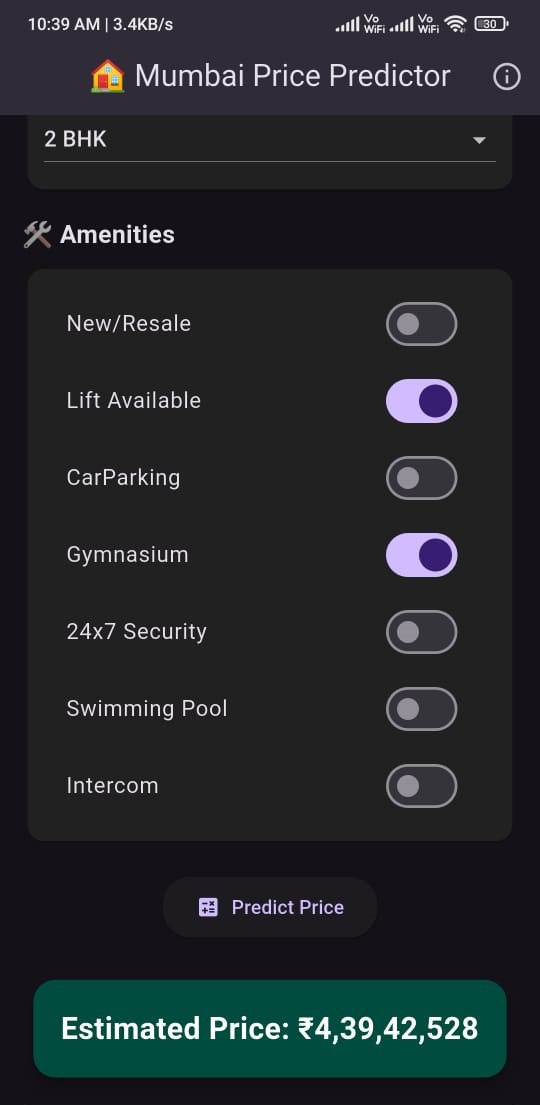 10:39 AM | 3.4KB/s Vo WiFi Vo WiFi 30
Mumbai Price Predictor
2 BHK
Amenities
New/Resale
Lift Available
CarParking
Gymnasium
24x7 Security
Swimming Pool
Intercom
Predict Price
Estimated Price: ₹4,39,42,528